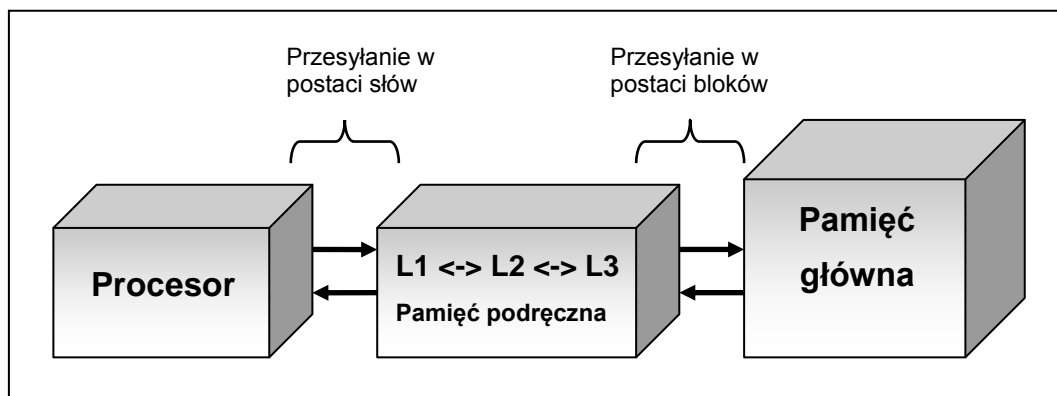 Przesyłanie w
postaci słów
Przesyłanie w
postaci bloków
Procesor
L1 <-> L2 <-> L3
Pamięć podręczna
Pamięć
główna